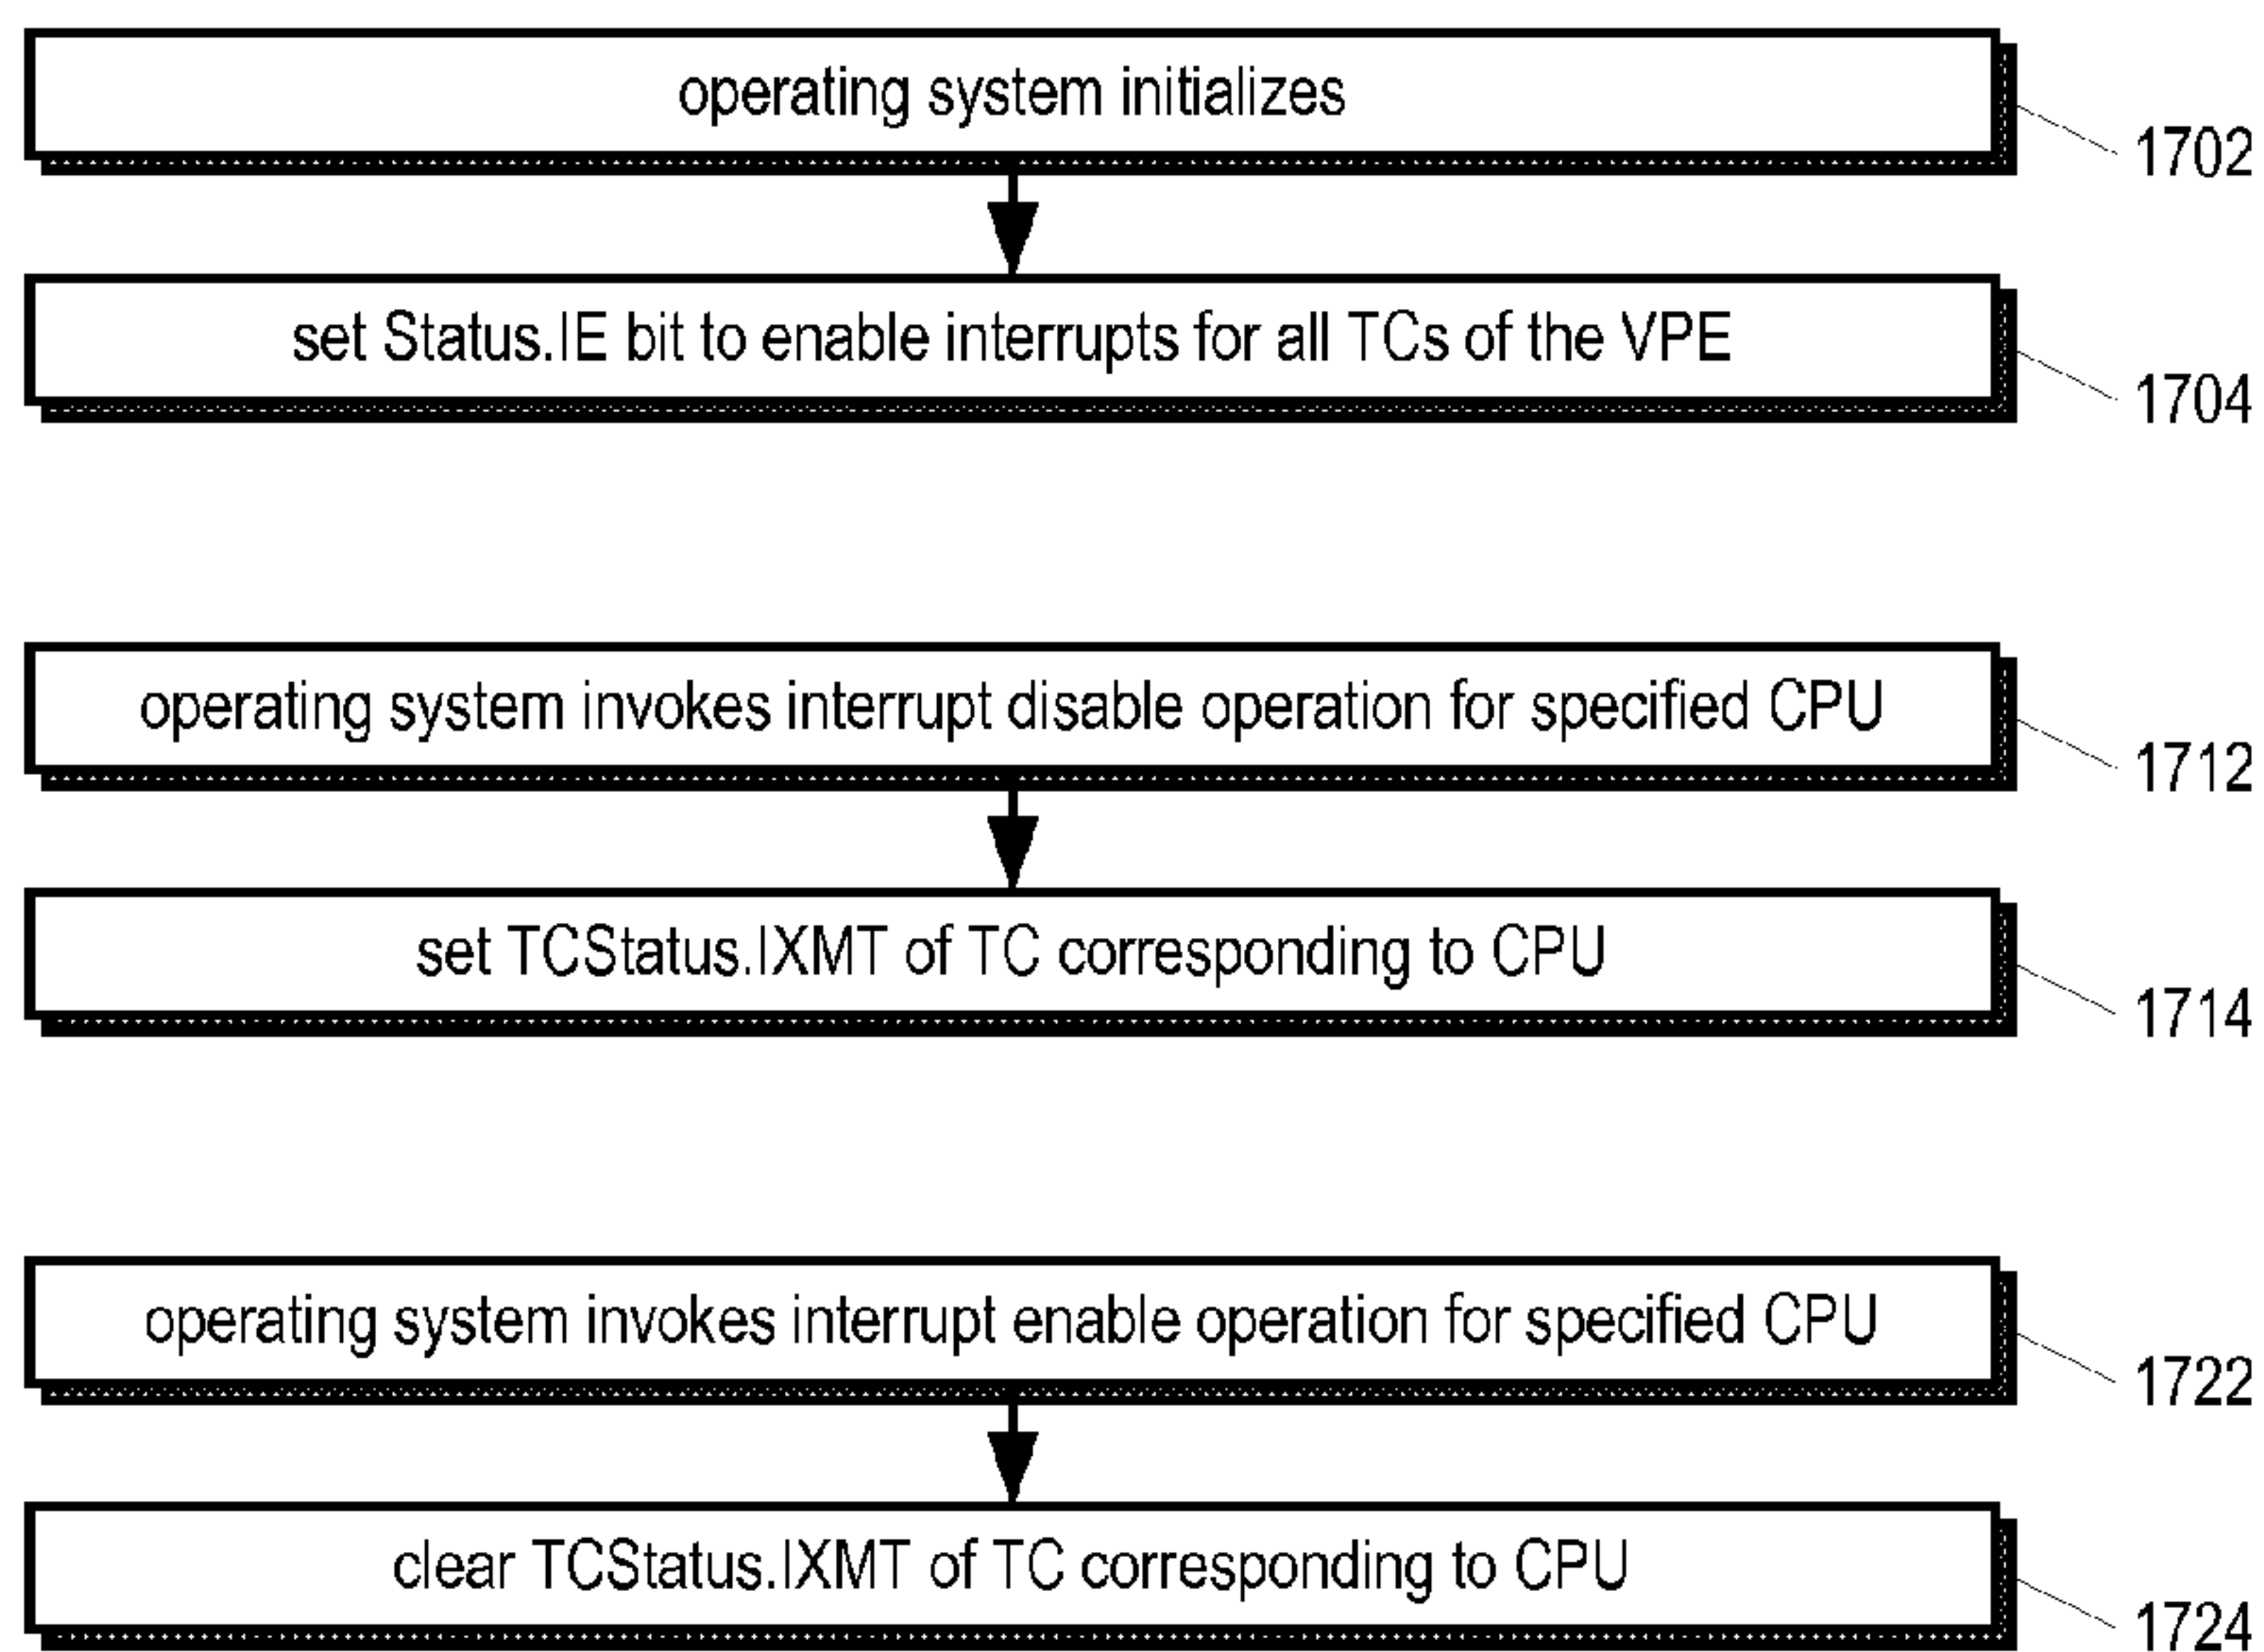 operating system initializes
1702
set Status.IE bit to enable interrupts for all TCs of the VPE
1704
operating system invokes interrupt disable operation for specified CPU
1712
set TCStatus.IXMT of TC corresponding to CPU
1714
operating system invokes interrupt enable operation for specified CPU
1722
clear TCStatus.IXMT of TC corresponding to CPU
1724